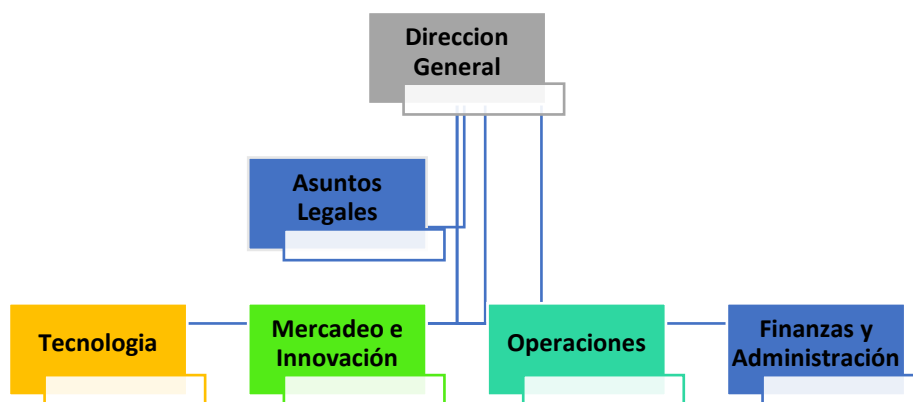 Direccion
General
Asuntos
Legales
Tecnologia
Mercadeo e
Innovación
Operaciones
Finanzas y
Administración